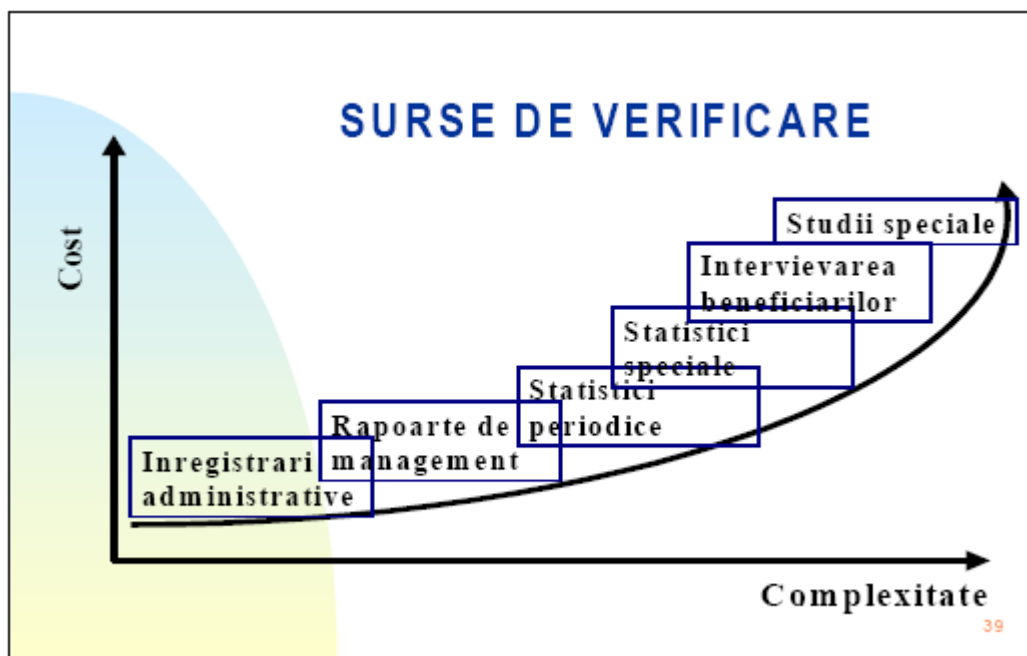 SURSE DE VERIFICARE
Cost
Studii speciale
Intervievarea
beneficiarilor
Statistici
speciale
Statistici
periodice
Rapoarte de
management
Inregistrari
administrative
Complexitate
39